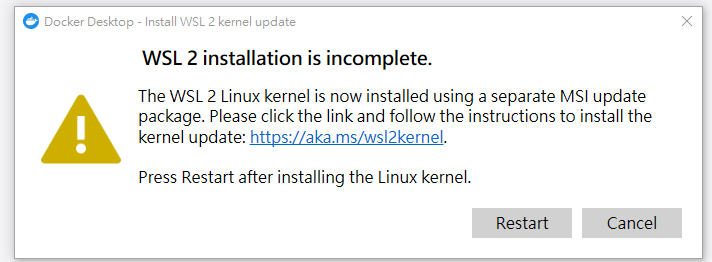 Docker Desktop - Install WSL 2 kernel update
WSL 2 installation is incomplete.
The WSL 2 Linux kernel is now installed using a separate MSI update
package. Please click the link and follow the instructions to install the
kernel update: https://aka.ms/wsl2kernel.
Press Restart after installing the Linux kernel.
Restart
Cancel